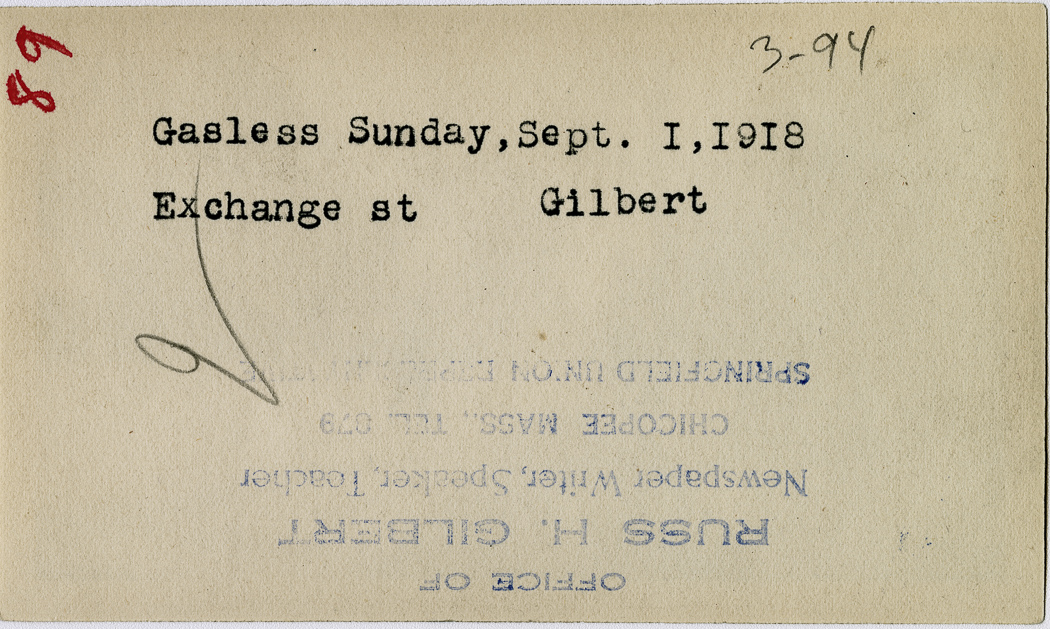 89
3-94
Gasless Sunday,Sept. I,I9I8
Exchange st Gilbert
OFFICE OF
RUSS H. GILBERT
Newspaper Writer, Speaker, Teacher
CHICOPEE MASS., TEL. 879
SPRINGFIELD UNION